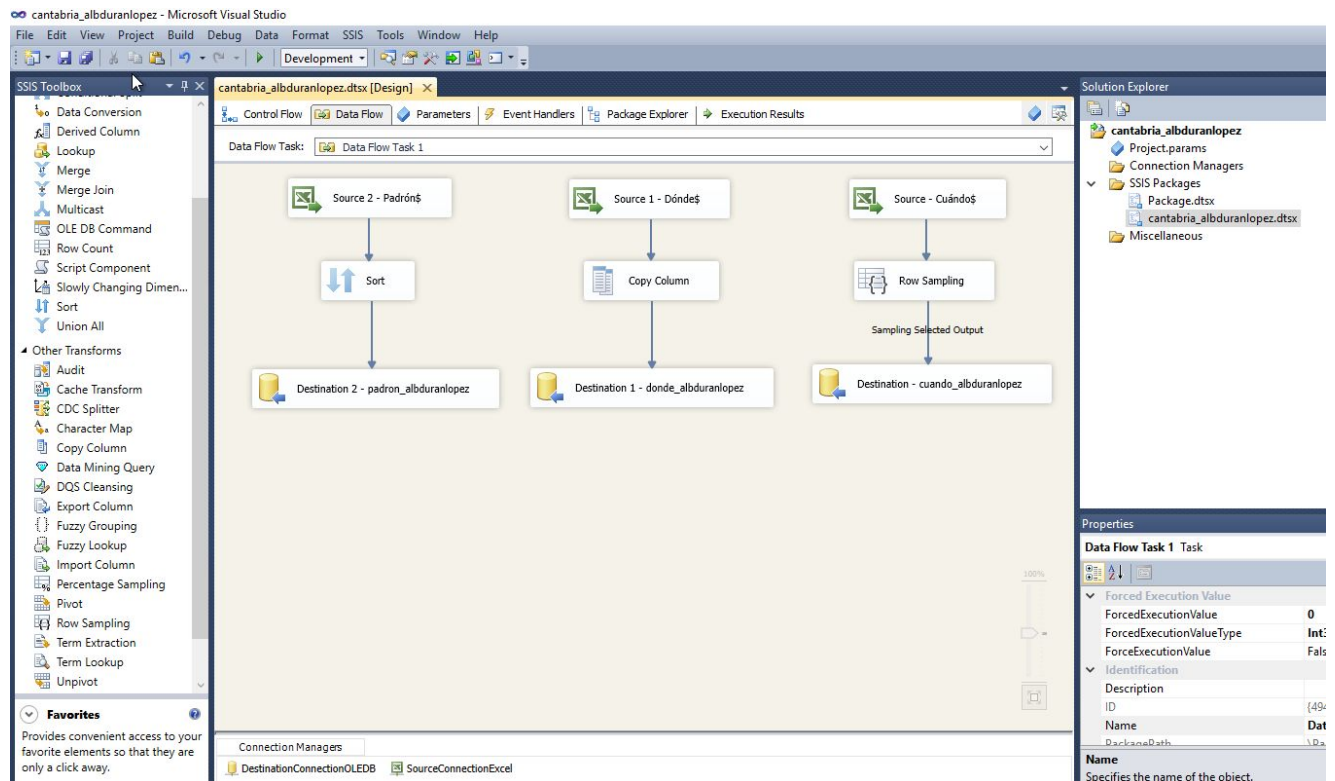 cantabria_albduranlopez - Microsoft Visual Studio
File Edit View Project Build Debug Data Format SSIS Tools Window Help
Development
SSIS Toolbox
Data Conversion
Derived Column
Lookup
Merge
Merge Join
Multicast
OLE DB Command
Row Count
Script Component
Slowly Changing Dimen...
Sort
Union All
Other Transforms
Audit
Cache Transform
CDC Splitter
Character Map
Copy Column
Data Mining Query
DQS Cleansing
Export Column
Fuzzy Grouping
Fuzzy Lookup
Import Column
Percentage Sampling
Pivot
Row Sampling
Term Extraction
Term Lookup
Unpivot
Favorites
Provides convenient access to your
favorite elements so that they are
only a click away.
cantabria_albduranlopez.dtsx [Design]
Control Flow Data Flow Parameters Event Handlers Package Explorer Execution Results
Data Flow Task: Data Flow Task 1
Source 2 - Padrón$ Source 1 - Dónde$ Source - Cuándo$
Sort Copy Column Row Sampling
Sampling Selected Output
Destination 2 - padron_albduranlopez Destination 1 - donde_albduranlopez Destination - cuando_albduranlopez
100%
Connection Managers
DestinationConnectionOLEDB SourceConnectionExcel
Solution Explorer
cantabria_albduranlopez
Project.params
Connection Managers
SSIS Packages
Package.dtsx
cantabria_albduranlopez.dtsx
Miscellaneous
Properties
Data Flow Task 1 Task
Forced Execution Value
ForcedExecutionValue 0
ForcedExecutionValueType Int3
ForceExecutionValue Fals
Identification
Description
ID {494
Name Dat
PackagePath \Pa
Name
Specifies the name of the object.